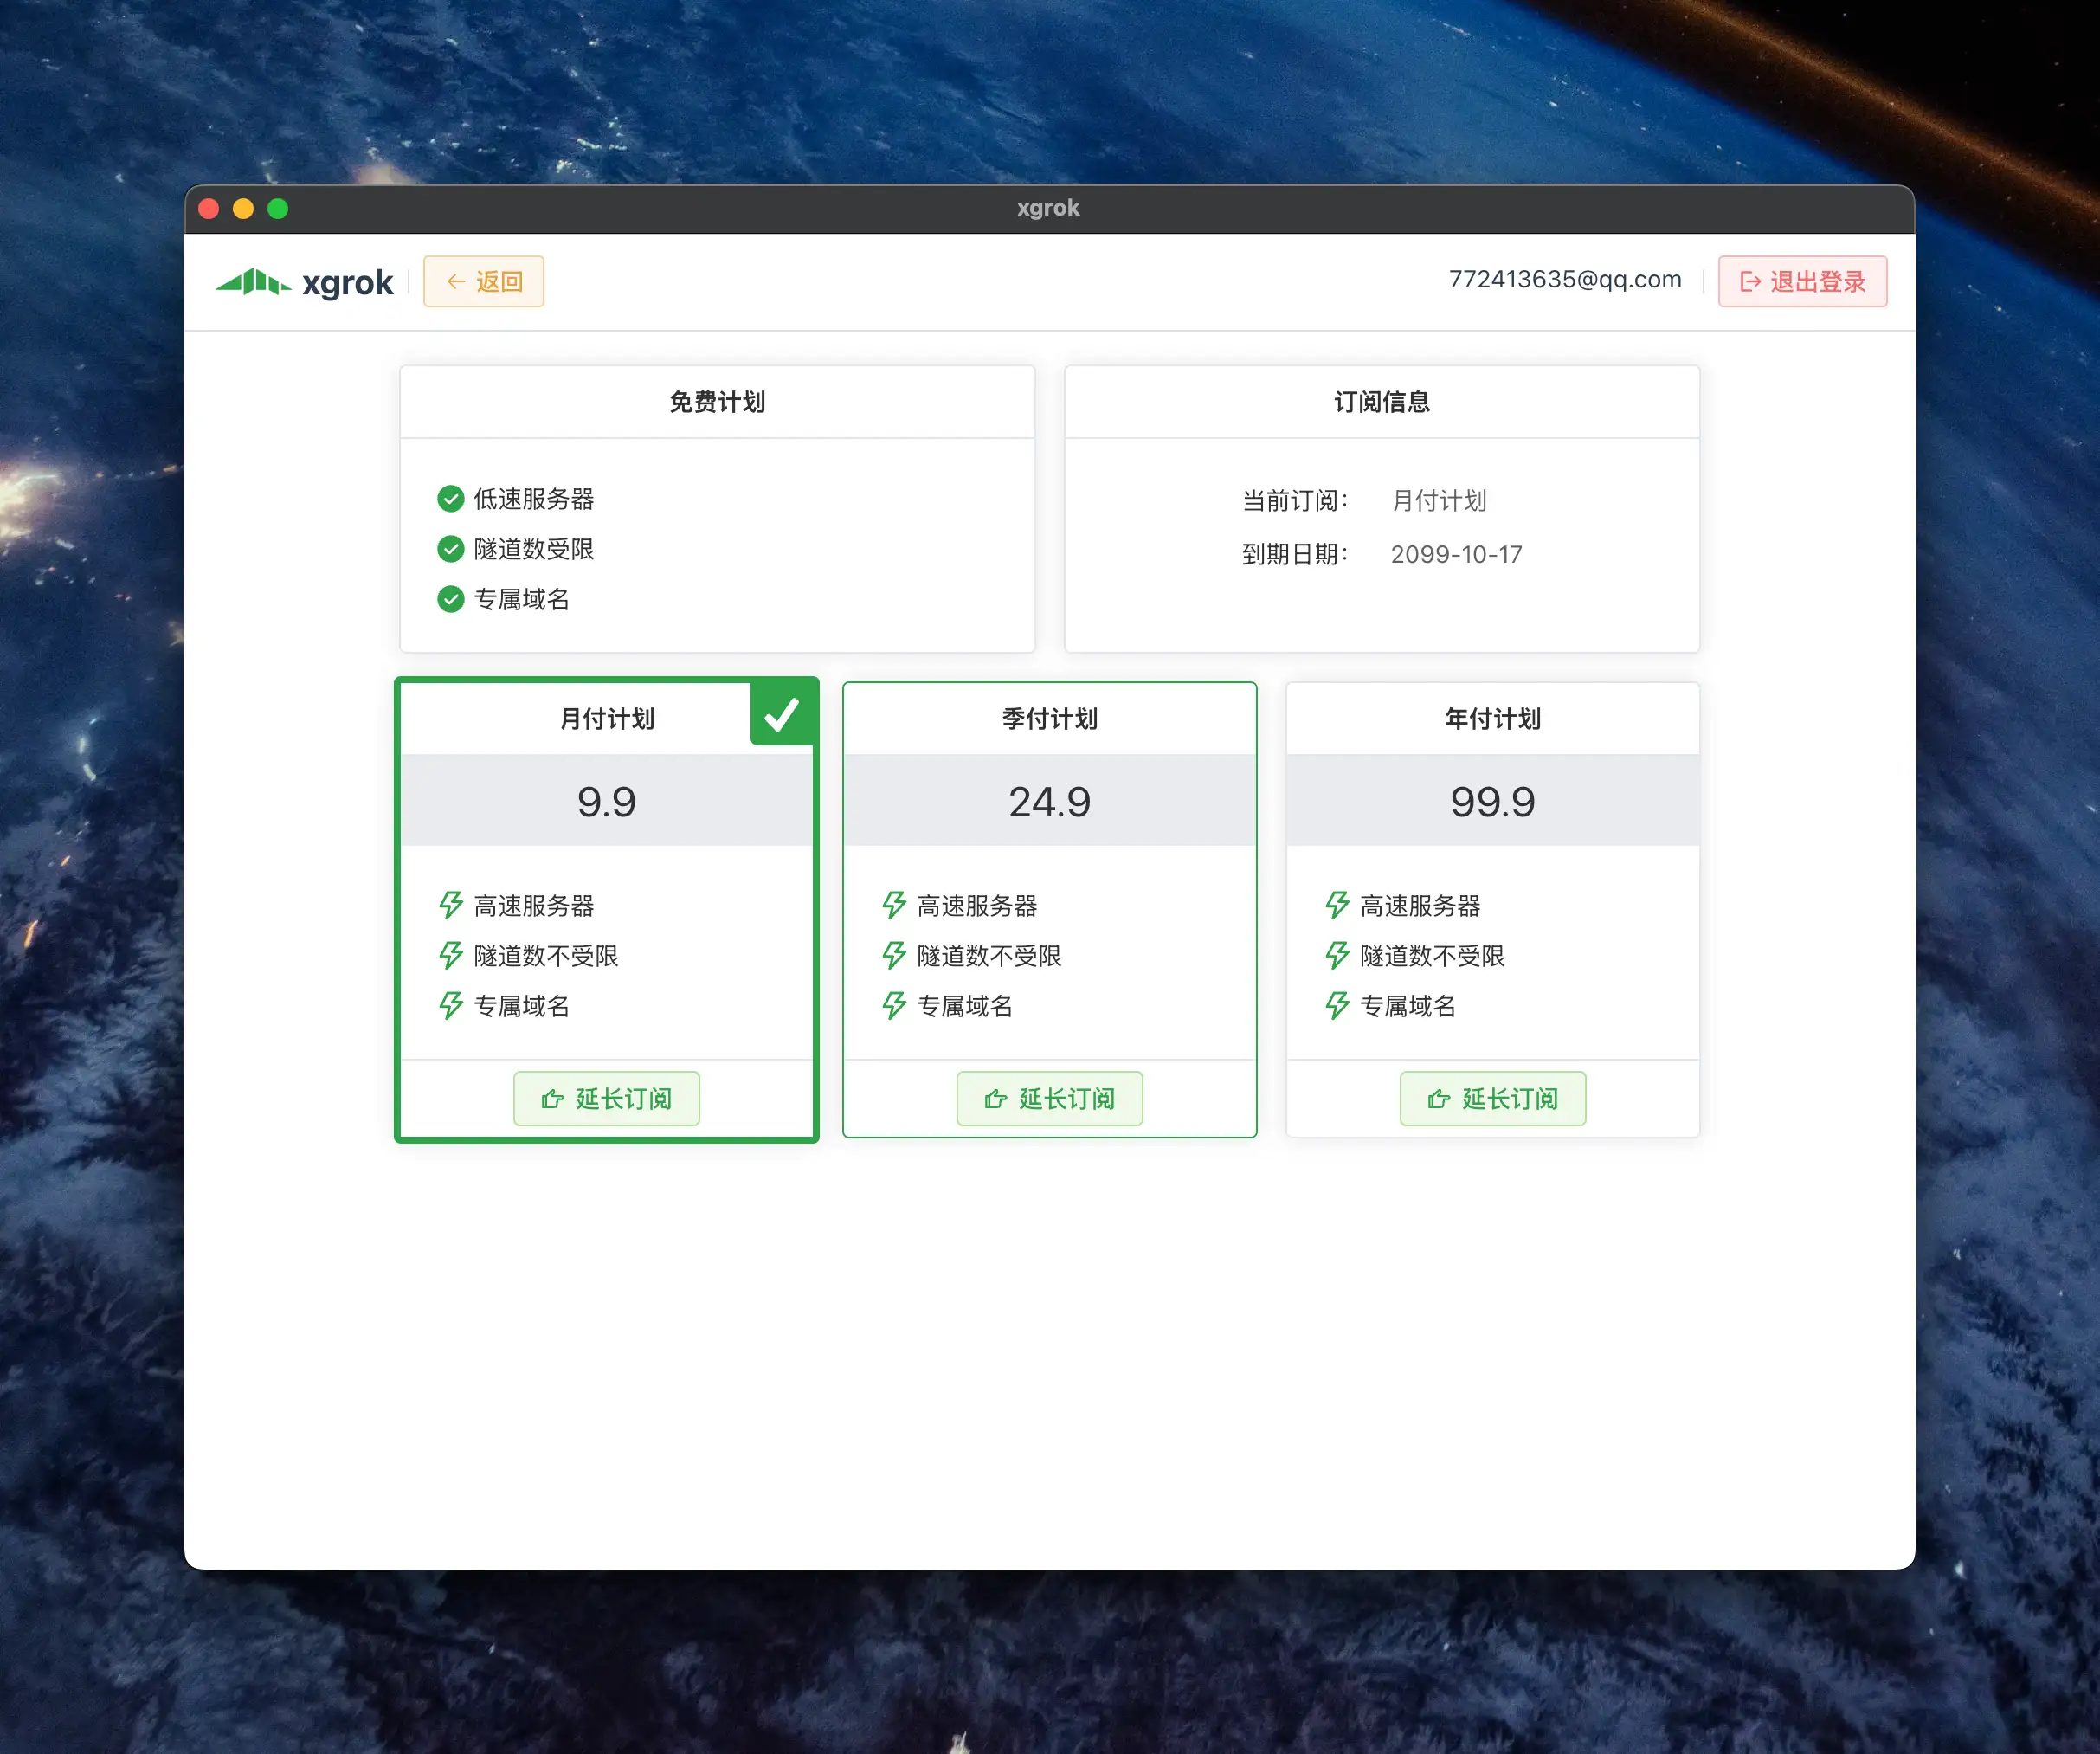 xgrok
xgrok
返回
772413635@qq.com
退出登录
免费计划
低速服务器
隧道数受限
专属域名
订阅信息
当前订阅： 月付计划
到期日期： 2099-10-17
月付计划
9.9
高速服务器
隧道数不受限
专属域名
延长订阅
季付计划
24.9
高速服务器
隧道数不受限
专属域名
延长订阅
年付计划
99.9
高速服务器
隧道数不受限
专属域名
延长订阅